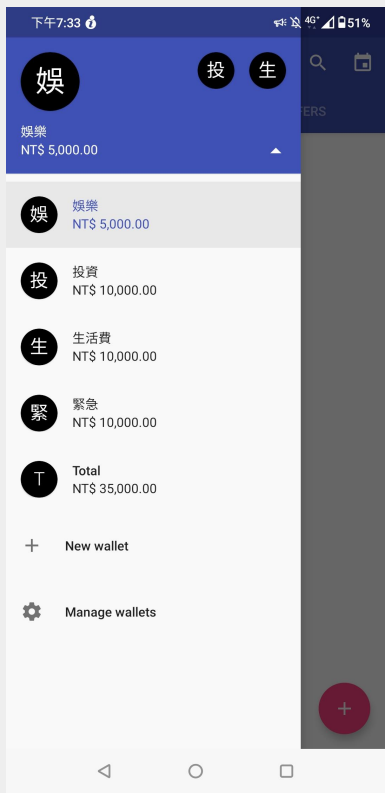 下午7:33
4G+ 51%
娛
投
生
娛樂
NT$ 5,000.00
TERS
娛
娛樂
NT$ 5,000.00
投
投資
NT$ 10,000.00
生
生活費
NT$ 10,000.00
緊
緊急
NT$ 10,000.00
T
Total
NT$ 35,000.00
New wallet
Manage wallets